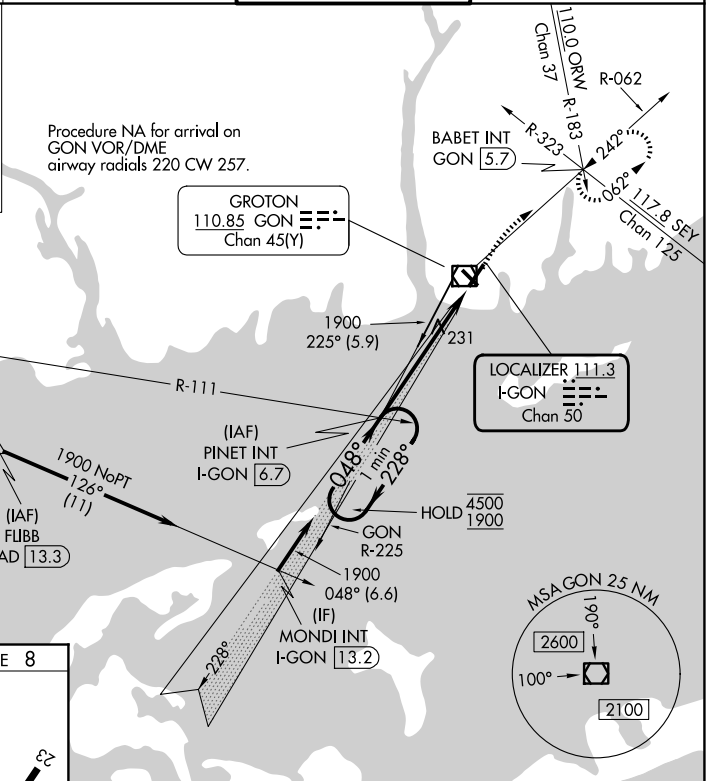 110.0 ORW
Chan 37
R-183
R-062
R-323
242°
062°
BABET INT
GON 5.7
117.8 SEY
Chan 125
Procedure NA for arrival on
GON VOR/DME
airway radials 220 CW 257.
GROTON
110.85 GON
Chan 45(Y)
1900
225° (5.9)
231
LOCALIZER 111.3
I-GON
Chan 50
R-111
(IAF)
PINET INT
I-GON 6.7
048°
1 min
228°
HOLD 4500
1900
1900 NoPT
126°
(11)
(IAF)
FLIBB
AD 13.3
GON
R-225
1900
048° (6.6)
(IF)
MONDI INT
I-GON 13.2
228°
MSA GON 25 NM
190°
2600
100°
2100
E 8
23